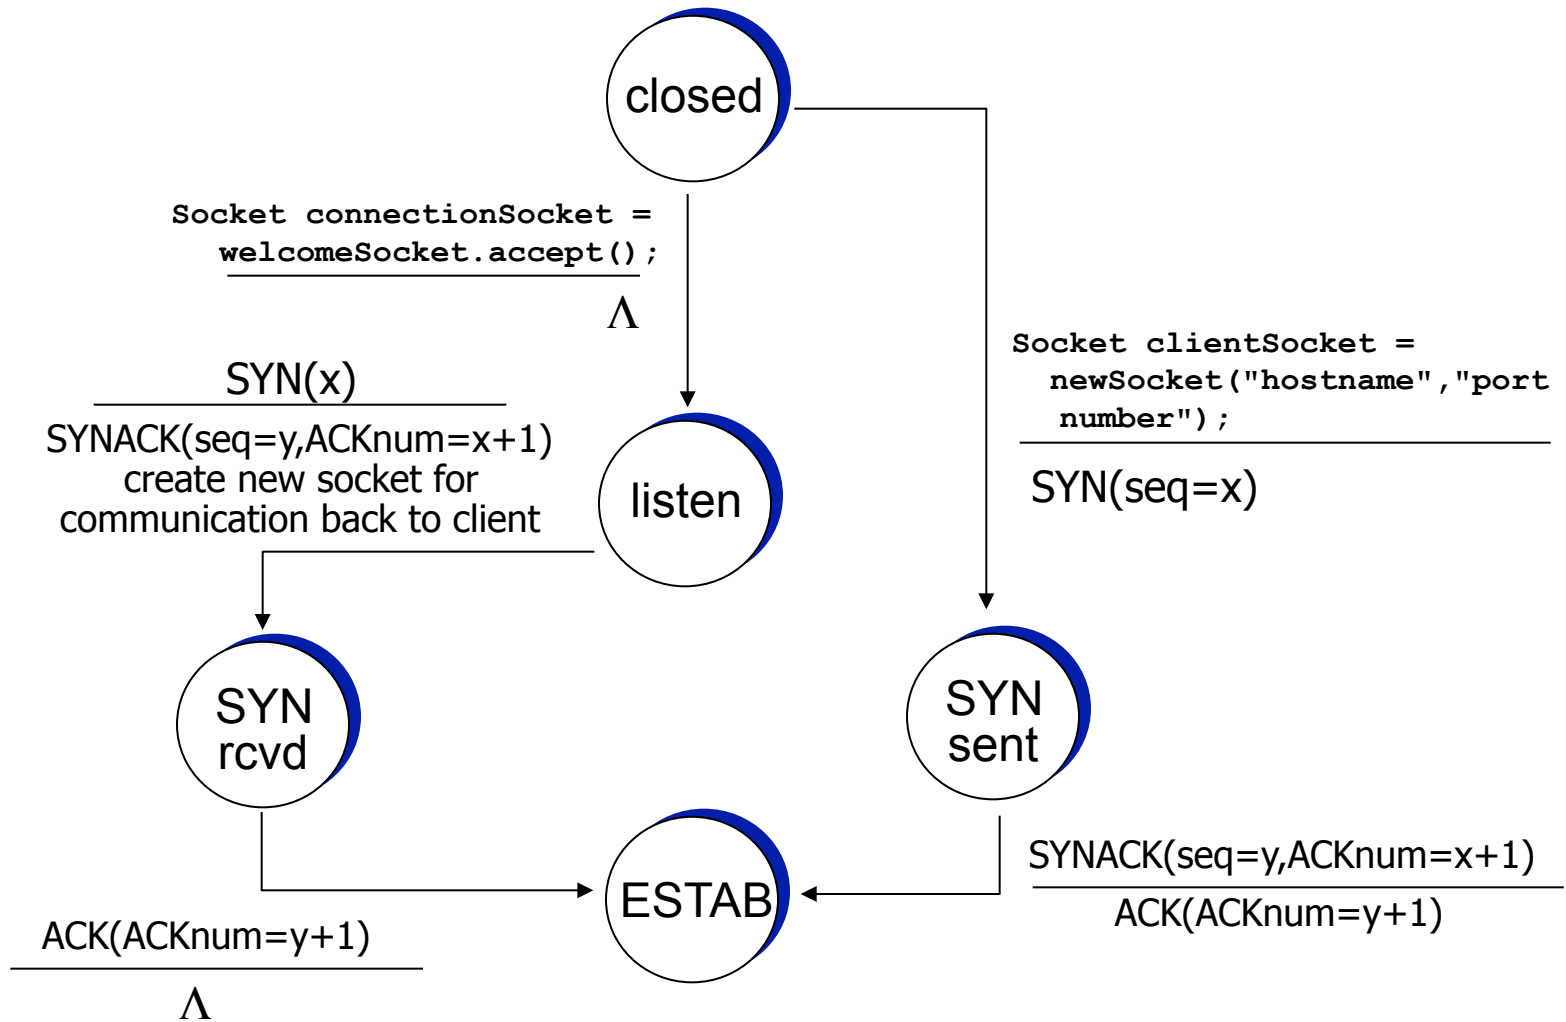 closed
Socket connectionSocket =
welcomeSocket.accept();
Λ
Socket clientSocket =
newSocket("hostname","port
number");
SYN(seq=x)
SYN(x)
SYNACK(seq=y,ACKnum=x+1)
create new socket for
communication back to client
listen
SYN
rcvd
SYN
sent
ESTAB
SYNACK(seq=y,ACKnum=x+1)
ACK(ACKnum=y+1)
ACK(ACKnum=y+1)
Λ